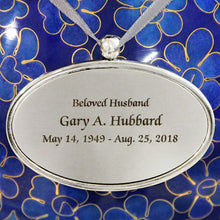 Beloved Husband
Gary A. Hubbard
May 14, 1949 - Aug. 25, 2018